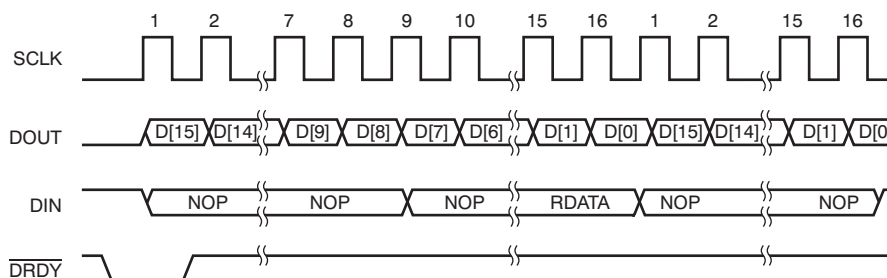 1 2 7 8 9 10 15 16 1 2 15 16
SCLK
DOUT D[15] D[14] D[9] D[8] D[7] D[6] D[1] D[0] D[15] D[14] D[1] D[0
DIN NOP NOP NOP RDATA NOP NOP
DRDY